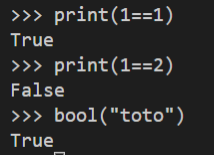 >>> print(1==1)
True
>>> print(1==2)
False
>>> bool("toto")
True